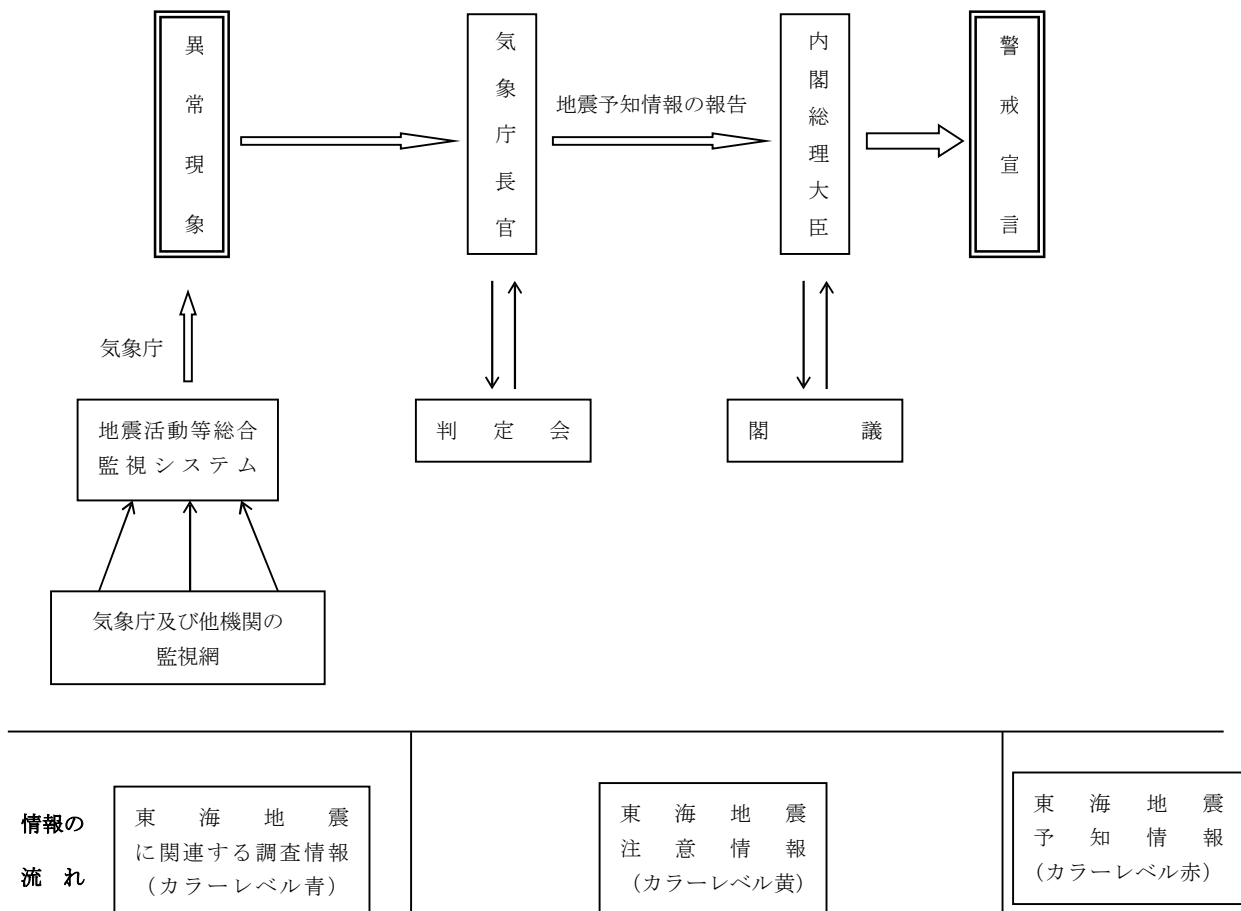 異常現象
気象庁長官
地震予知情報の報告
内閣総理大臣
警戒宣言
気象庁
地震活動等総合
監視システム
判定会
閣議
気象庁及び他機関の
監視網
情報の
流れ
東海地震
に関連する調査情報
（カラーレベル青）
東海地震
注意情報
（カラーレベル黄）
東海地震
予知情報
（カラーレベル赤）